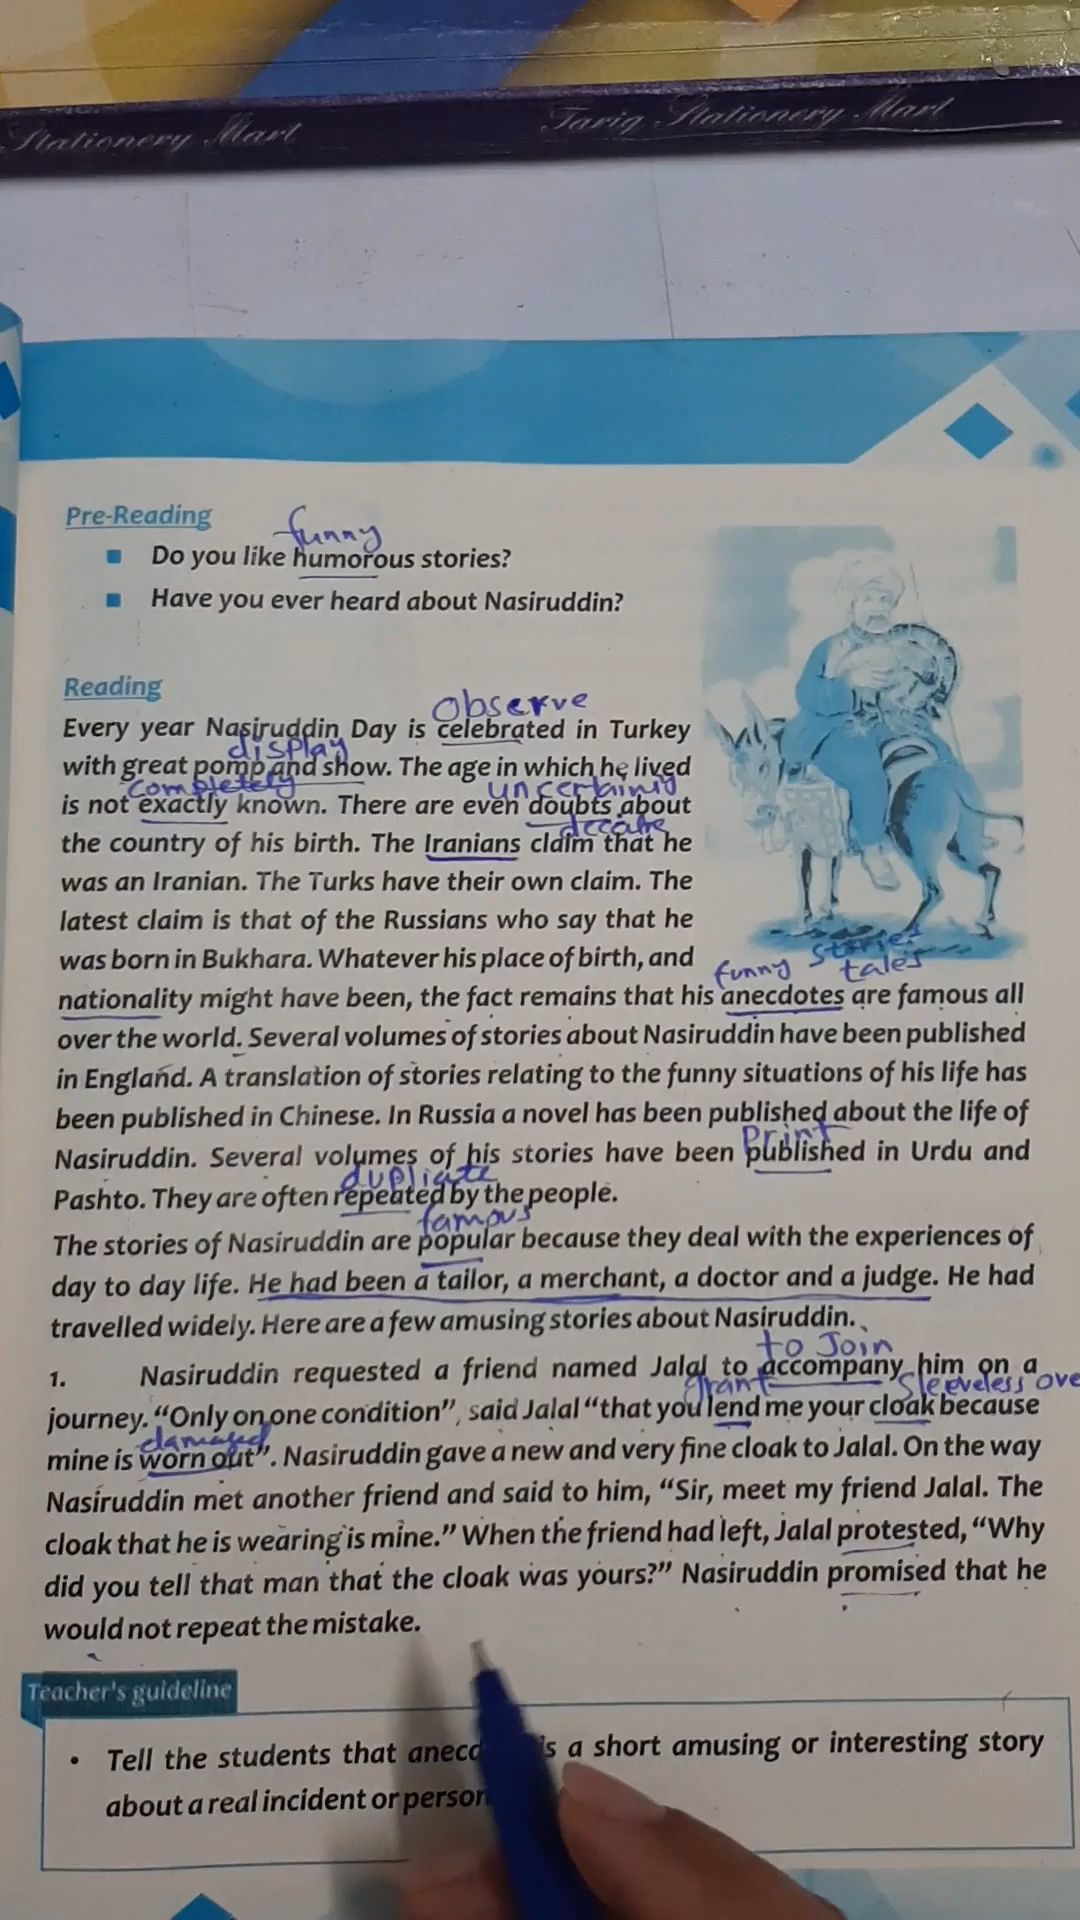 Stationery Mart
Tariq Stationery Mart
Pre-Reading
funny
Do you like humorous stories?
Have you ever heard about Nasiruddin?
Reading
observe
Every year Nasiruddin Day is celebrated in Turkey
display
with great pomp and show. The age in which he lived
completely uncertainty
is not exactly known. There are even doubts about
the country of his birth. The Iranians claim that he
was an Iranian. The Turks have their own claim. The
latest claim is that of the Russians who say that he
was born in Bukhara. Whatever his place of birth, and
funny stories
tales
nationality might have been, the fact remains that his anecdotes are famous all
over the world. Several volumes of stories about Nasiruddin have been published
in England. A translation of stories relating to the funny situations of his life has
been published in Chinese. In Russia a novel has been published about the life of
print
Nasiruddin. Several volumes of his stories have been published in Urdu and
dupliate
Pashto. They are often repeated by the people.
famous
The stories of Nasiruddin are popular because they deal with the experiences of
day to day life. He had been a tailor, a merchant, a doctor and a judge. He had
travelled widely. Here are a few amusing stories about Nasiruddin.
to Join
1. Nasiruddin requested a friend named Jalal to accompany him on a
grant Sleeveless ove
journey. “Only on one condition”, said Jalal “that you lend me your cloak because
damaged
mine is worn out”. Nasiruddin gave a new and very fine cloak to Jalal. On the way
Nasiruddin met another friend and said to him, “Sir, meet my friend Jalal. The
cloak that he is wearing is mine.” When the friend had left, Jalal protested, “Why
did you tell that man that the cloak was yours?” Nasiruddin promised that he
would not repeat the mistake.
Teacher's guideline
• Tell the students that anecd s a short amusing or interesting story
about a real incident or person